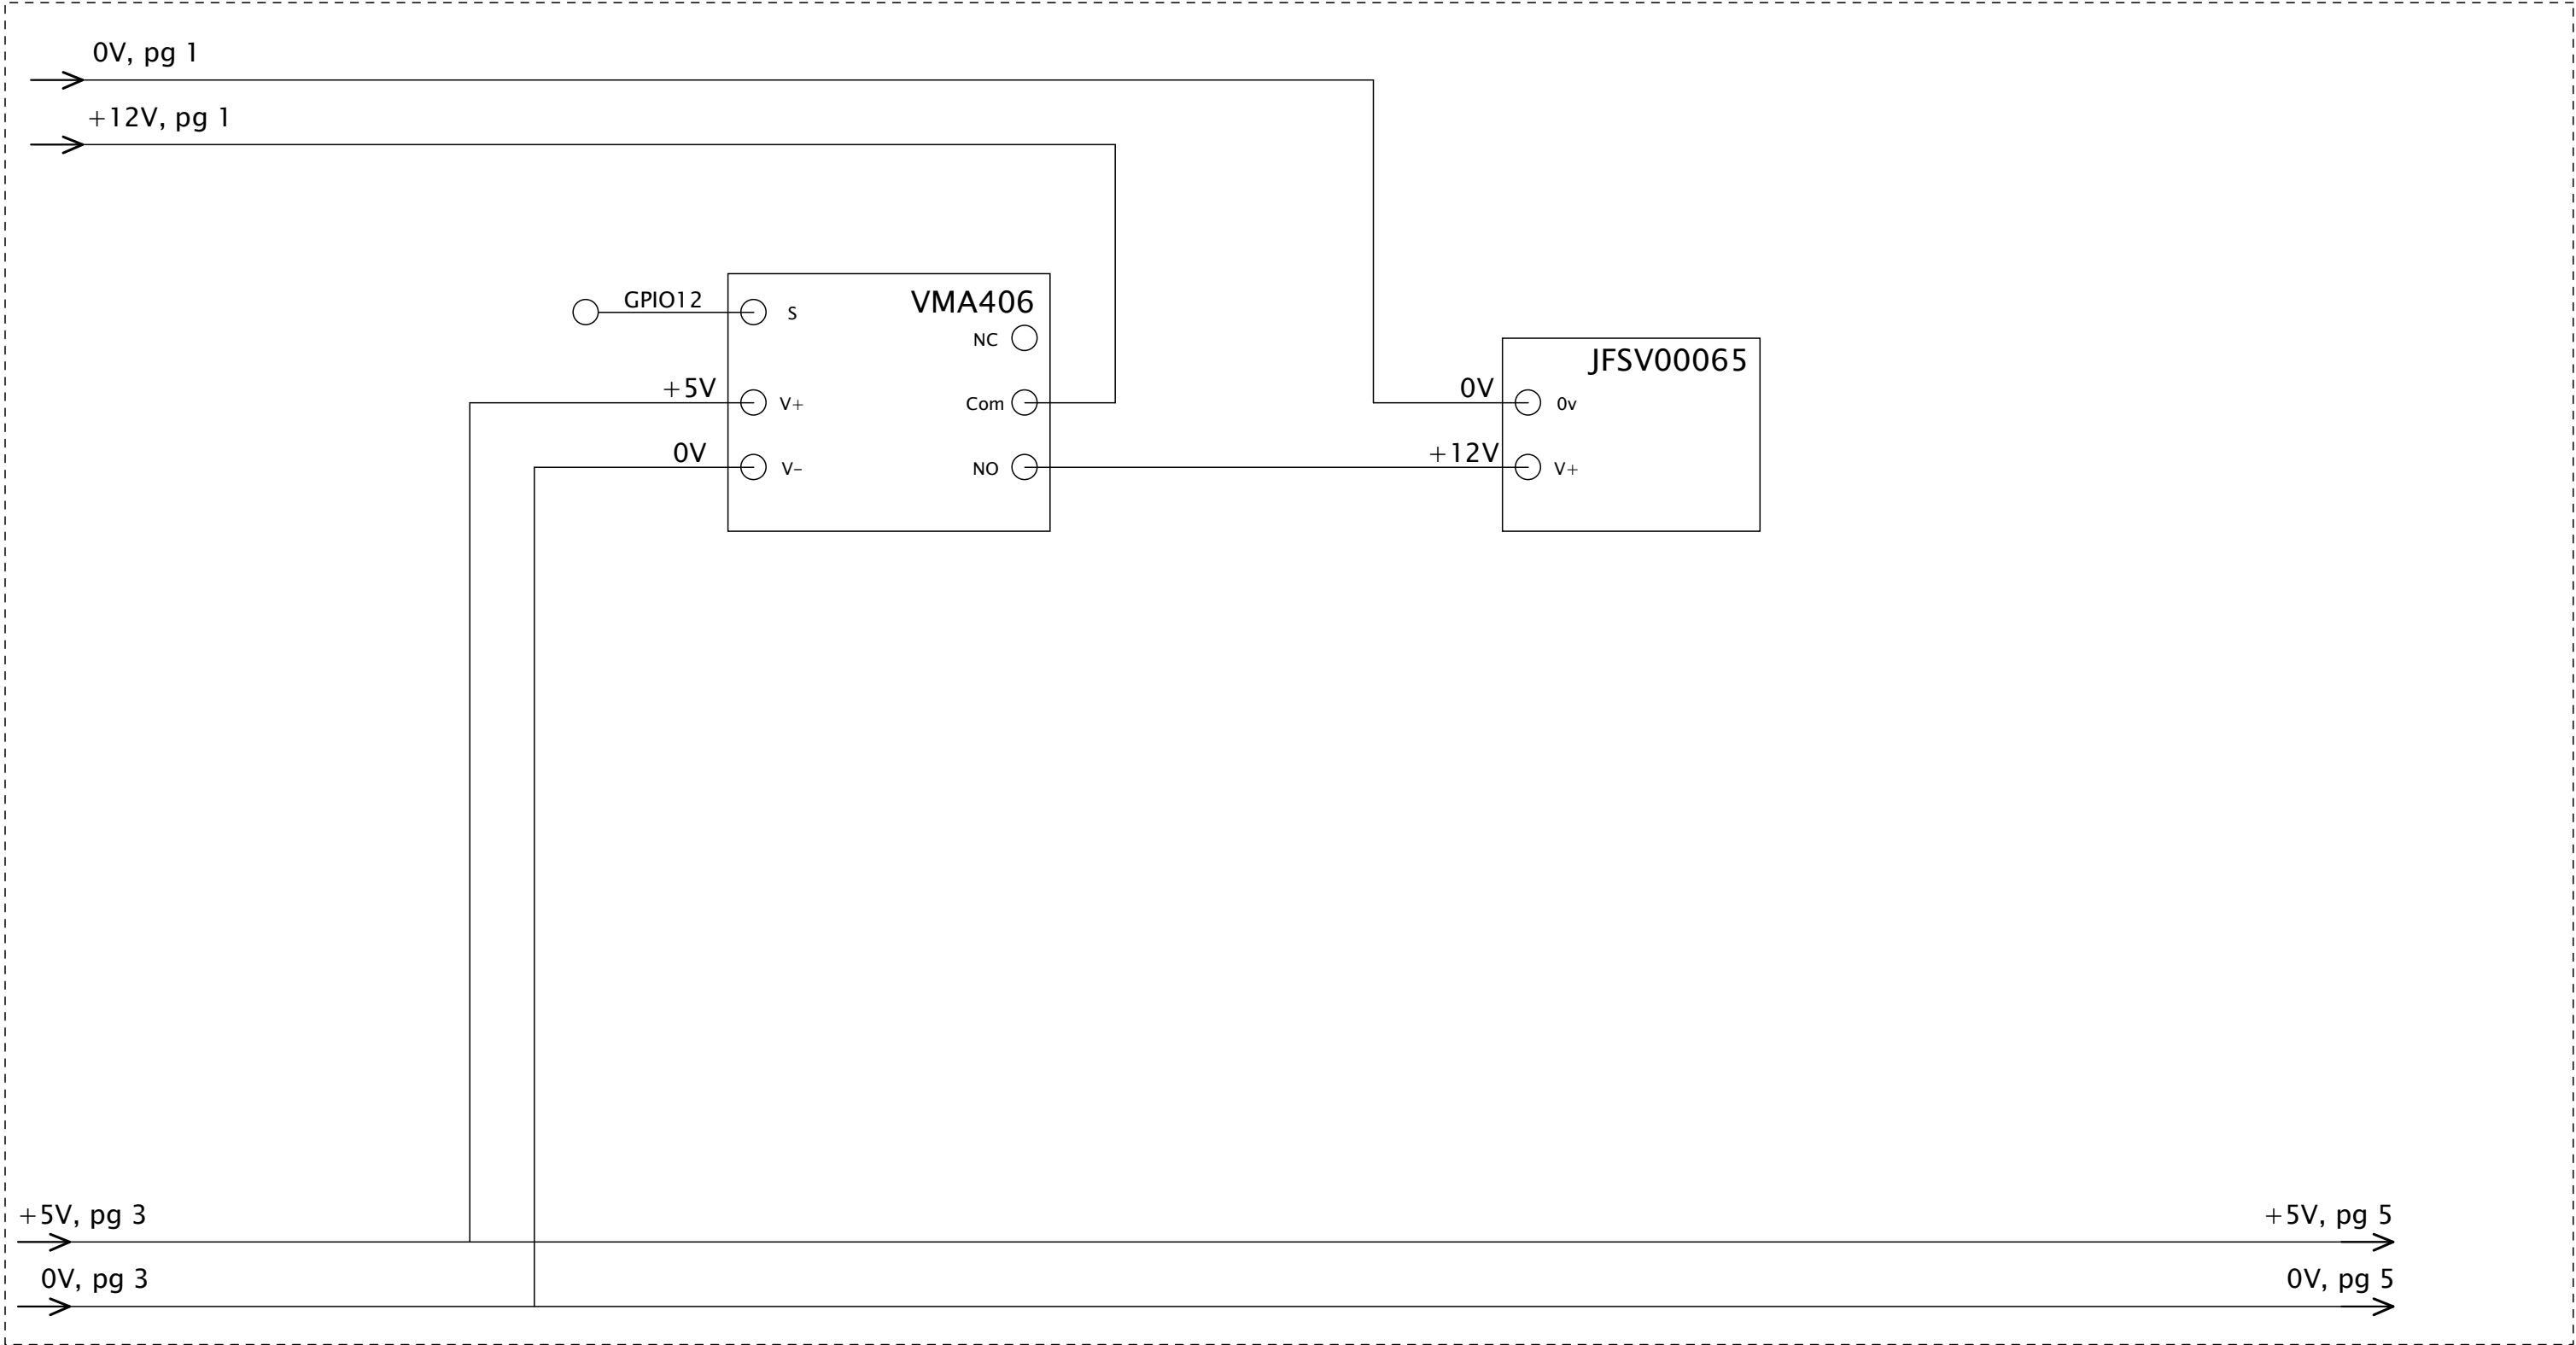 0V, pg 1
+12V, pg 1
GPIO12
S
VMA406
NC
JFSV00065
+5V
V+
Com
0V
0v
0V
V-
NO
+12V
V+
+5V, pg 3
+5V, pg 5
0V, pg 3
0V, pg 5